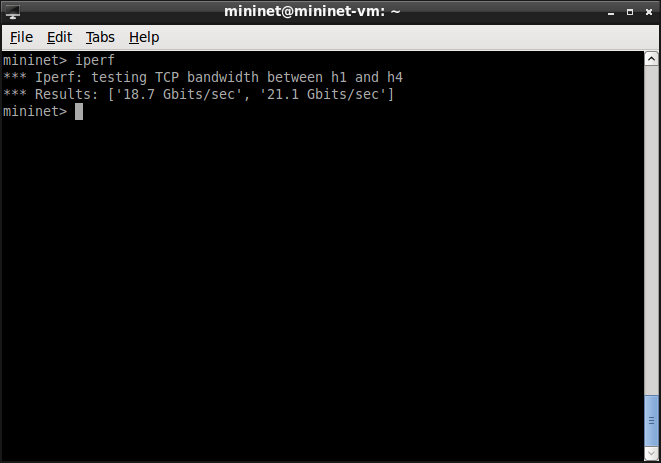 mininet@mininet-vm: ~
File Edit Tabs Help
mininet> iperf
*** Iperf: testing TCP bandwidth between h1 and h4
*** Results: ['18.7 Gbits/sec', '21.1 Gbits/sec']
mininet>